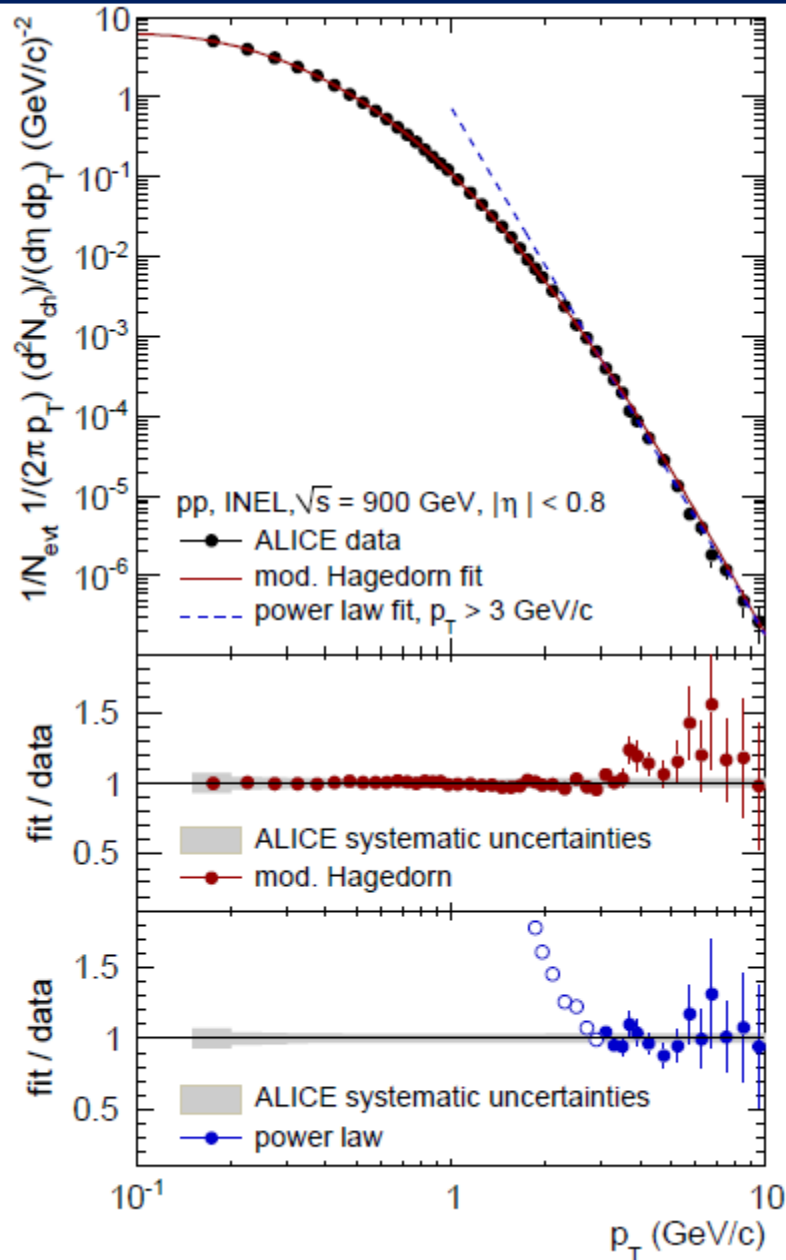 1/N_evt 1/(2π p_T) (d²N_ch)/(dη dp_T) (GeV/c)⁻²
10
1
10⁻¹
10⁻²
10⁻³
10⁻⁴
10⁻⁵
10⁻⁶
pp, INEL,√s = 900 GeV, |η| < 0.8
ALICE data
mod. Hagedorn fit
power law fit, p_T > 3 GeV/c
fit / data
1.5
1
0.5
ALICE systematic uncertainties
mod. Hagedorn
fit / data
1.5
1
0.5
ALICE systematic uncertainties
power law
10⁻¹ 1 10
p_T (GeV/c)